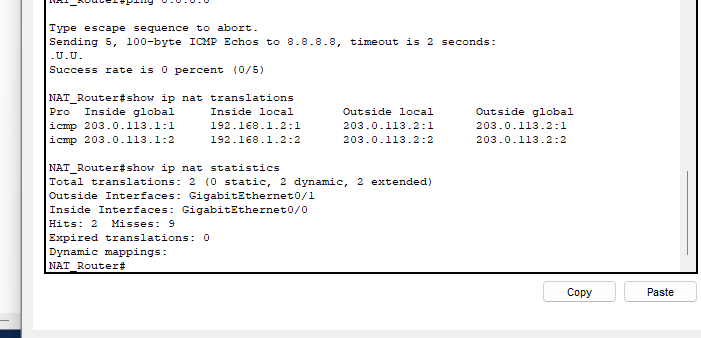 NAT_Router#ping 8.8.8.8
Type escape sequence to abort.
Sending 5, 100-byte ICMP Echos to 8.8.8.8, timeout is 2 seconds:
.U.U.
Success rate is 0 percent (0/5)
NAT_Router#show ip nat translations
Pro Inside global Inside local Outside local Outside global
icmp 203.0.113.1:1 192.168.1.2:1 203.0.113.2:1 203.0.113.2:1
icmp 203.0.113.1:2 192.168.1.2:2 203.0.113.2:2 203.0.113.2:2
NAT_Router#show ip nat statistics
Total translations: 2 (0 static, 2 dynamic, 2 extended)
Outside Interfaces: GigabitEthernet0/1
Inside Interfaces: GigabitEthernet0/0
Hits: 2 Misses: 9
Expired translations: 0
Dynamic mappings:
NAT_Router#
Copy Paste